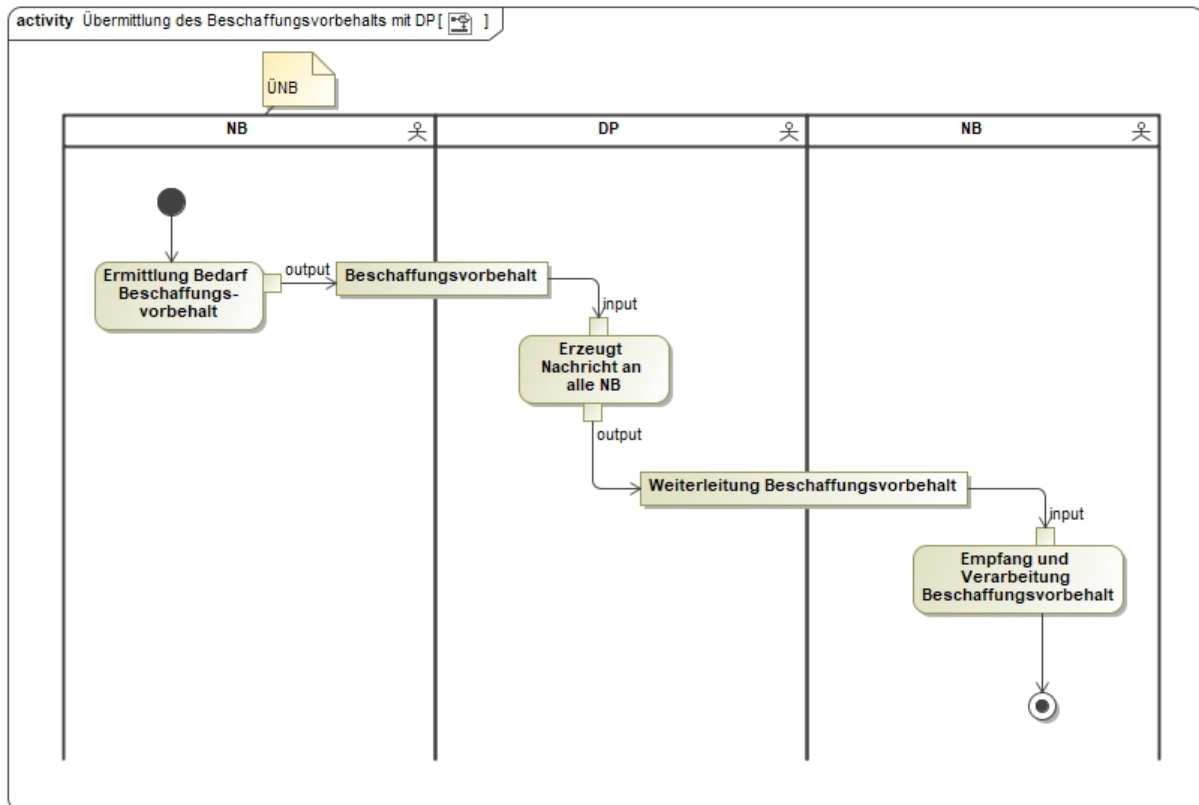 activity Übermittlung des Beschaffungsvorbehalts mit DP[ ]
ÜNB
NB
DP
NB
Ermittlung Bedarf
Beschaffungs-
vorbehalt
output
Beschaffungsvorbehalt
input
Erzeugt
Nachricht an
alle NB
output
Weiterleitung Beschaffungsvorbehalt
input
Empfang und
Verarbeitung
Beschaffungsvorbehalt